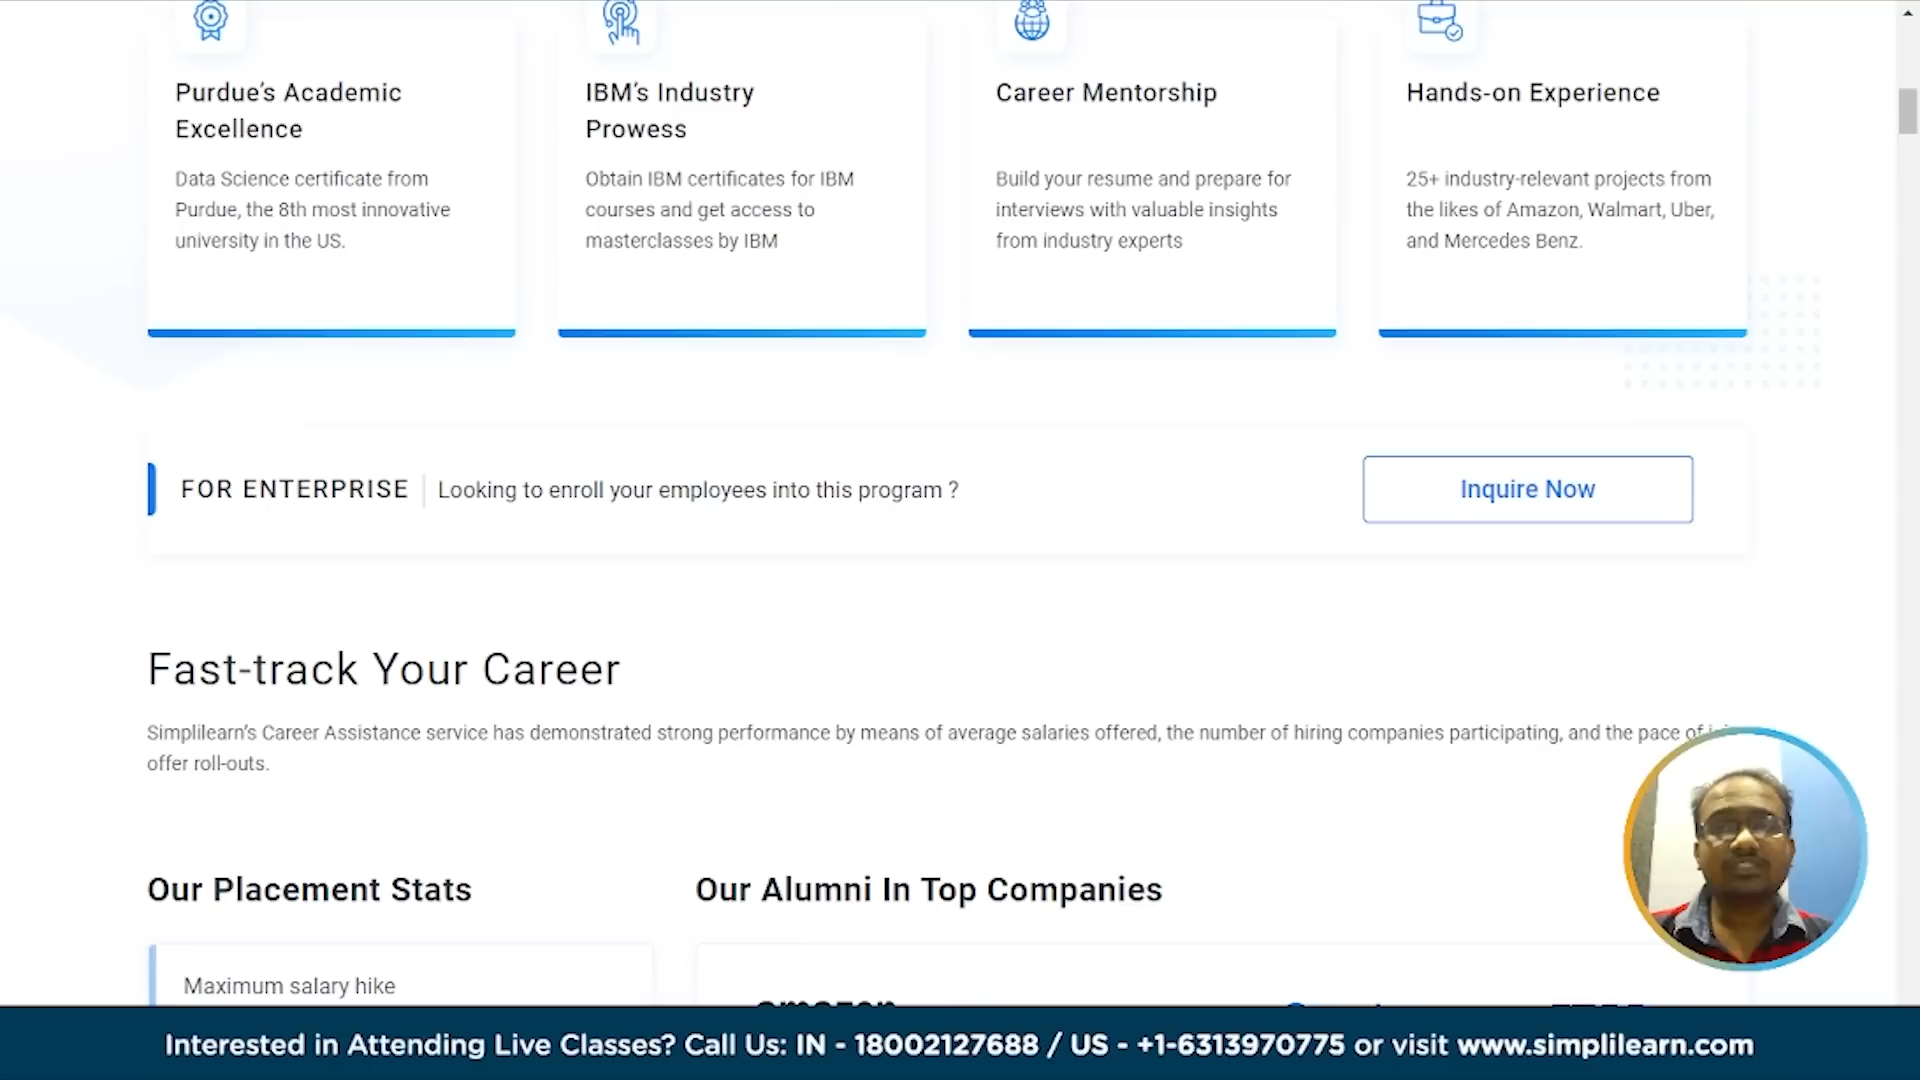 Purdue’s Academic
Excellence
Data Science certificate from
Purdue, the 8th most innovative
university in the US.
IBM’s Industry
Prowess
Obtain IBM certificates for IBM
courses and get access to
masterclasses by IBM
Career Mentorship
Build your resume and prepare for
interviews with valuable insights
from industry experts
Hands-on Experience
25+ industry-relevant projects from
the likes of Amazon, Walmart, Uber,
and Mercedes Benz.
FOR ENTERPRISE
Looking to enroll your employees into this program ?
Inquire Now
Fast-track Your Career
Simplilearn’s Career Assistance service has demonstrated strong performance by means of average salaries offered, the number of hiring companies participating, and the pace of
offer roll-outs.
Our Placement Stats
Our Alumni In Top Companies
Maximum salary hike
amazon
Interested in Attending Live Classes? Call Us: IN - 18002127688 / US - +1-6313970775 or visit www.simplilearn.com